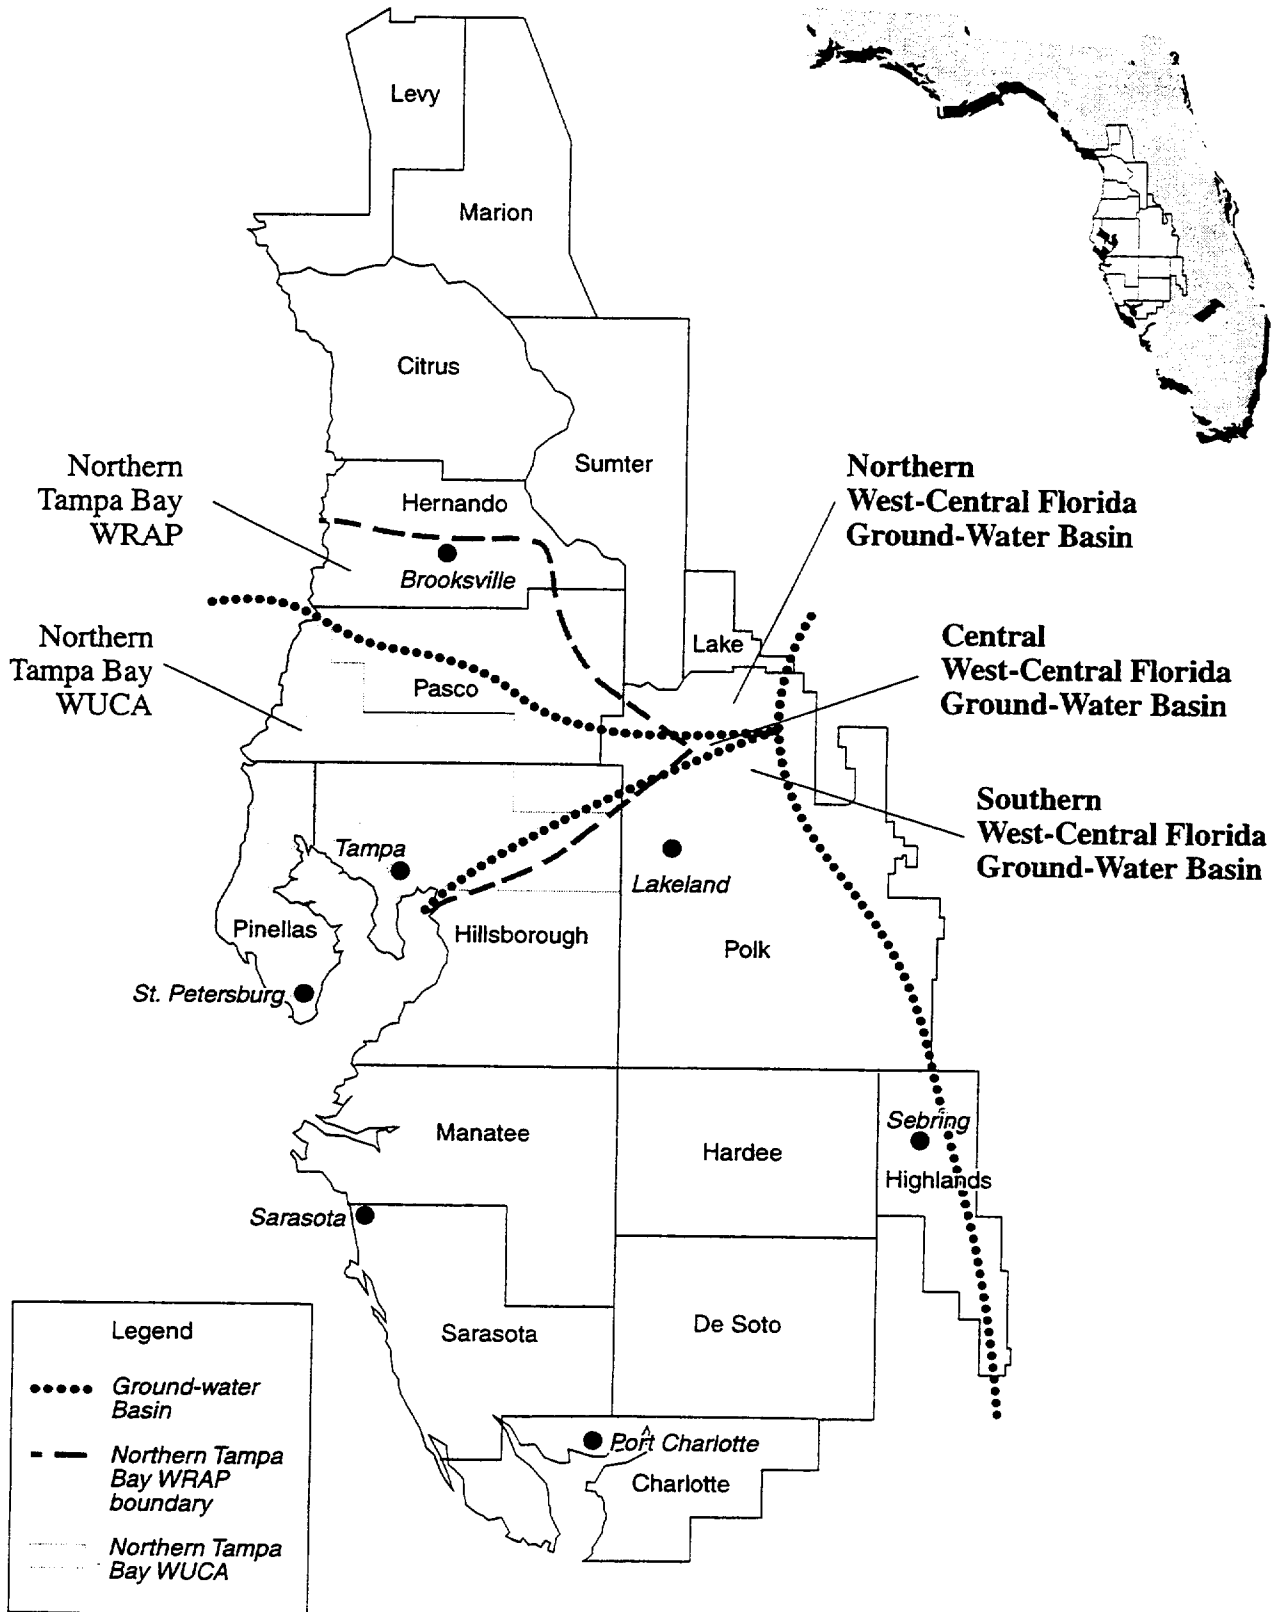 Levy
Marion
Citrus
Sumter
Northern
Tampa Bay
WRAP
Hernando
Brooksville
Northern
West-Central Florida
Ground-Water Basin
Northern
Tampa Bay
WUCA
Lake
Central
West-Central Florida
Ground-Water Basin
Pasco
Southern
West-Central Florida
Ground-Water Basin
Tampa
Lakeland
Pinellas
Hillsborough
Polk
St. Petersburg
Manatee
Hardee
Sebring
Highlands
Sarasota
Sarasota
De Soto
Port Charlotte
Charlotte
Legend
Ground-water
Basin
Northern Tampa
Bay WRAP
boundary
Northern Tampa
Bay WUCA